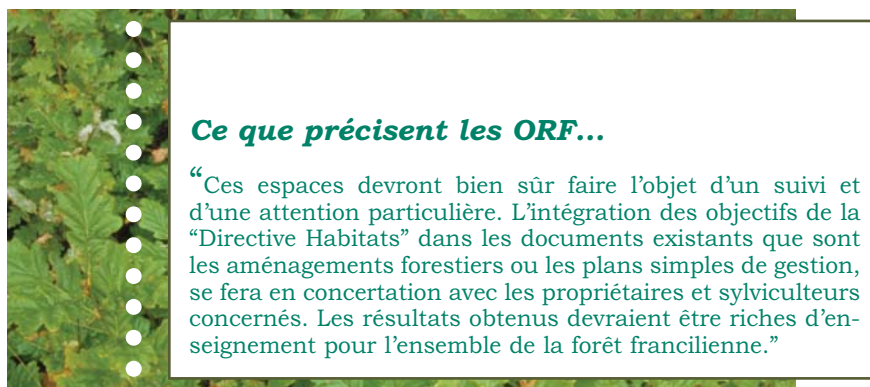 Ce que précisent les ORF...
“Ces espaces devront bien sûr faire l’objet d’un suivi et
d’une attention particulière. L’intégration des objectifs de la
“Directive Habitats” dans les documents existants que sont
les aménagements forestiers ou les plans simples de gestion,
se fera en concertation avec les propriétaires et sylviculteurs
concernés. Les résultats obtenus devraient être riches d’en-
seignement pour l’ensemble de la forêt francilienne.”